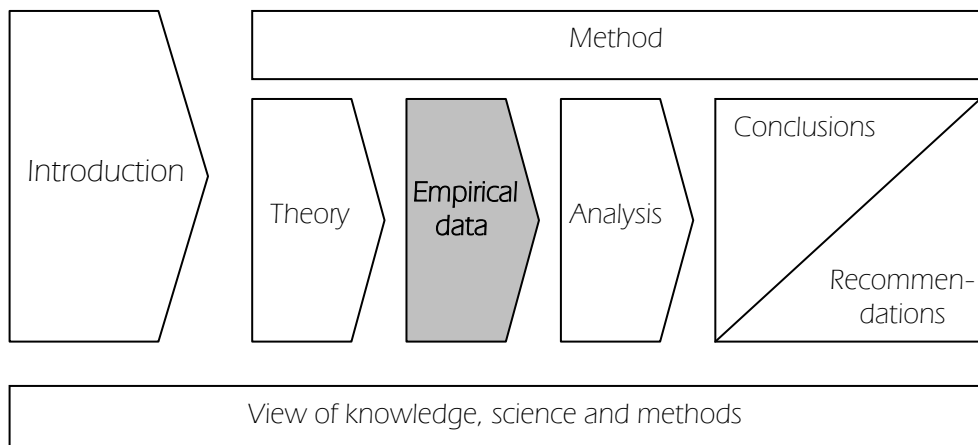 Method
Introduction
Theory
Empirical
data
Analysis
Conclusions
Recommen-
dations
View of knowledge, science and methods